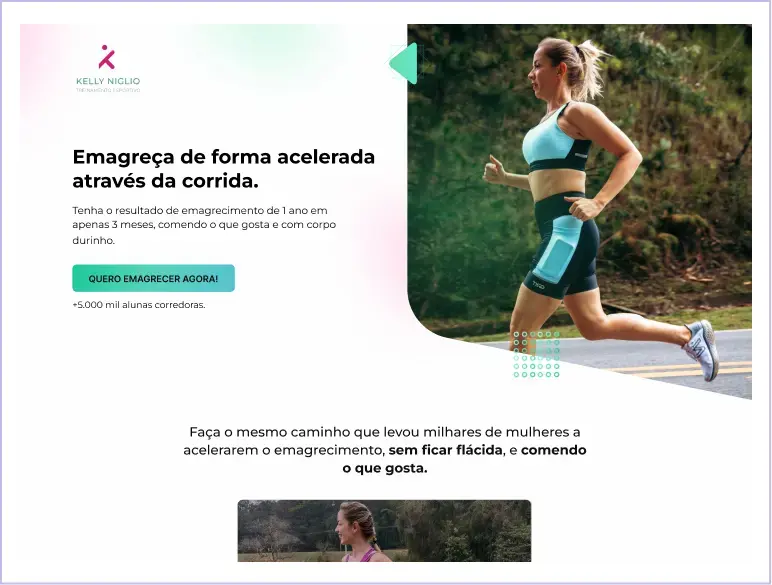 KELLY NIGLIO
TREINAMENTO ESPORTIVO
Emagreça de forma acelerada
através da corrida.
Tenha o resultado de emagrecimento de 1 ano em
apenas 3 meses, comendo o que gosta e com corpo
durinho.
QUERO EMAGRECER AGORA!
+5.000 mil alunas corredoras.
Faça o mesmo caminho que levou milhares de mulheres a
acelerarem o emagrecimento, sem ficar flácida, e comendo
o que gosta.